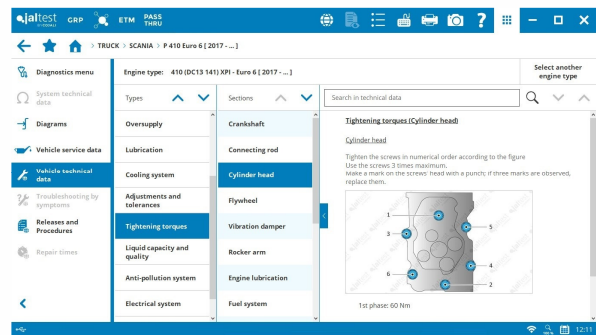 jaltest
GRP
ETM
PASS THRU
> TRUCK > SCANIA > P 410 Euro 6 [ 2017 - ... ]
Diagnostics menu
System technical data
Diagrams
Vehicle service data
Vehicle technical data
Troubleshooting by symptoms
Releases and Procedures
Repair times
Engine type: 410 (DC13 141) XPI - Euro 6 [ 2017 - ... ]
Select another engine type
Types
Oversupply
Lubrication
Cooling system
Adjustments and tolerances
Tightening torques
Liquid capacity and quality
Anti-pollution system
Electrical system
Sections
Crankshaft
Connecting rod
Cylinder head
Flywheel
Vibration damper
Rocker arm
Engine lubrication
Fuel system
Search in technical data
Tightening torques (Cylinder head)
Cylinder head
Tighten the screws in numerical order according to the figure
Use the screws 3 times maximum.
Make a mark on the screws' head with a punch; if three marks are observed,
replace them.
1
5
3
4
6
2
1st phase: 60 Nm
12:11